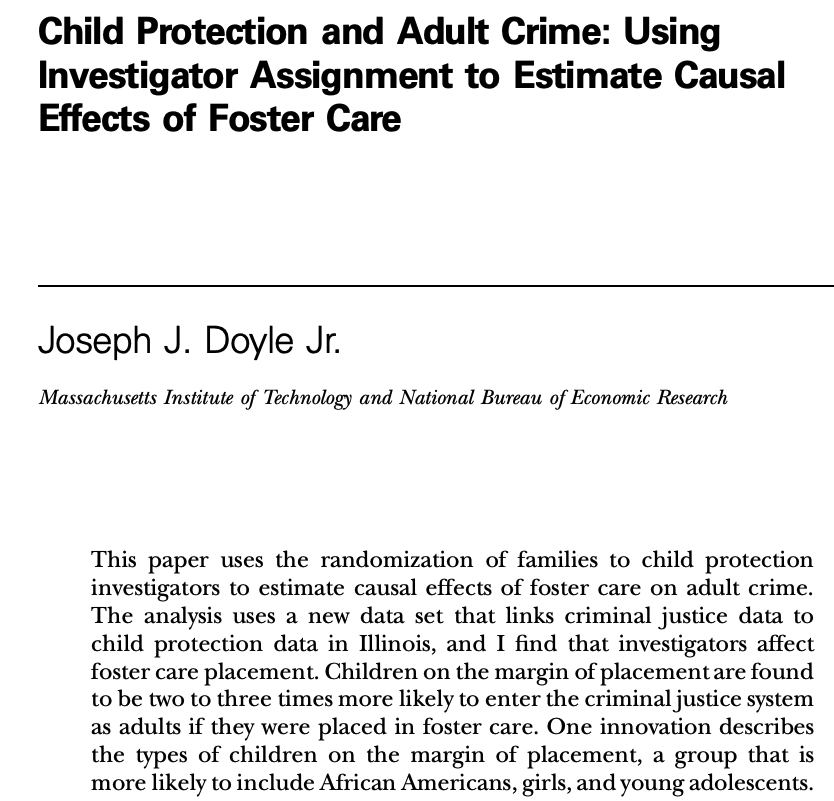 Child Protection and Adult Crime: Using
Investigator Assignment to Estimate Causal
Effects of Foster Care
Joseph J. Doyle Jr.
Massachusetts Institute of Technology and National Bureau of Economic Research
This paper uses the randomization of families to child protection
investigators to estimate causal effects of foster care on adult crime.
The analysis uses a new data set that links criminal justice data to
child protection data in Illinois, and I find that investigators affect
foster care placement. Children on the margin of placement are found
to be two to three times more likely to enter the criminal justice system
as adults if they were placed in foster care. One innovation describes
the types of children on the margin of placement, a group that is
more likely to include African Americans, girls, and young adolescents.